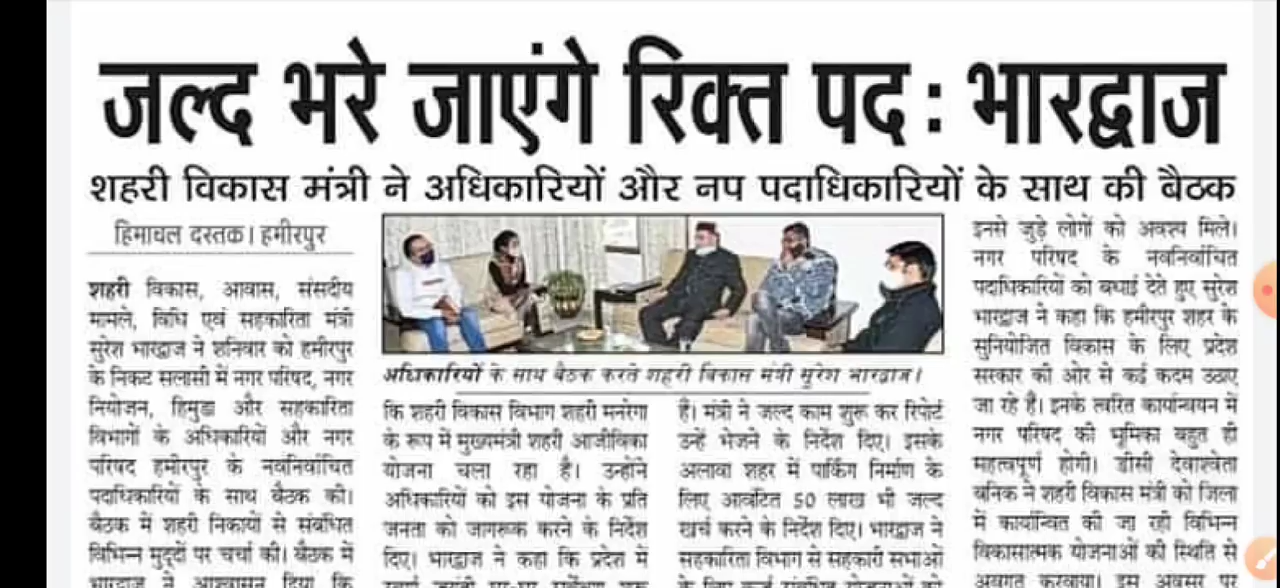 जल्द भरे जाएंगे रिक्त पद : भारद्वाज
शहरी विकास मंत्री ने अधिकारियों और नप पदाधिकारियों के साथ की बैठक
हिमाचल दस्तक। हमीरपुर
शहरी विकास, आवास, संसदीय
मामले, विधि एवं सहकारिता मंत्री
सुरेश भारद्वाज ने शनिवार को हमीरपुर
के निकट सलासी में नगर परिषद, नगर
नियोजन, हिमुडा और सहकारिता
विभागों के अधिकारियों और नगर
परिषद हमीरपुर के नवनिर्वाचित
पदाधिकारियों के साथ बैठक की।
बैठक में शहरी निकायों से संबंधित
विभिन्न मुद्दों पर चर्चा की। बैठक में
भारद्वाज ने आश्वासन दिया कि
अधिकारियों के साथ बैठक करते शहरी विकास मंत्री सुरेश भारद्वाज।
कि शहरी विकास विभाग शहरी मनरेगा
के रूप में मुख्यमंत्री शहरी आजीविका
योजना चला रहा है। उन्होंने
अधिकारियों को इस योजना के प्रति
जनता को जागरूक करने के निर्देश
दिए। भारद्वाज ने कहा कि प्रदेश में
है। मंत्री ने जल्द काम शुरू कर रिपोर्ट
उन्हें भेजने के निर्देश दिए। इसके
अलावा शहर में पार्किंग निर्माण के
लिए आवंटित 50 लाख भी जल्द
खर्च करने के निर्देश दिए। भारद्वाज ने
सहकारिता विभाग से सहकारी सभाओं
इनसे जुड़े लोगों को अवश्य मिले।
नगर परिषद के नवनिर्वाचित
पदाधिकारियों को बधाई देते हुए सुरेश
भारद्वाज ने कहा कि हमीरपुर शहर के
सुनियोजित विकास के लिए प्रदेश
सरकार की ओर से कई कदम उठाए
जा रहे हैं। इनके त्वरित कार्यान्वयन में
नगर परिषद की भूमिका बहुत ही
महत्वपूर्ण होगी। डीसी देवाश्वेता
बनिक ने शहरी विकास मंत्री को जिला
में कार्यान्वित की जा रही विभिन्न
विकासात्मक योजनाओं की स्थिति से
अवगत करवाया। इस अवसर पर